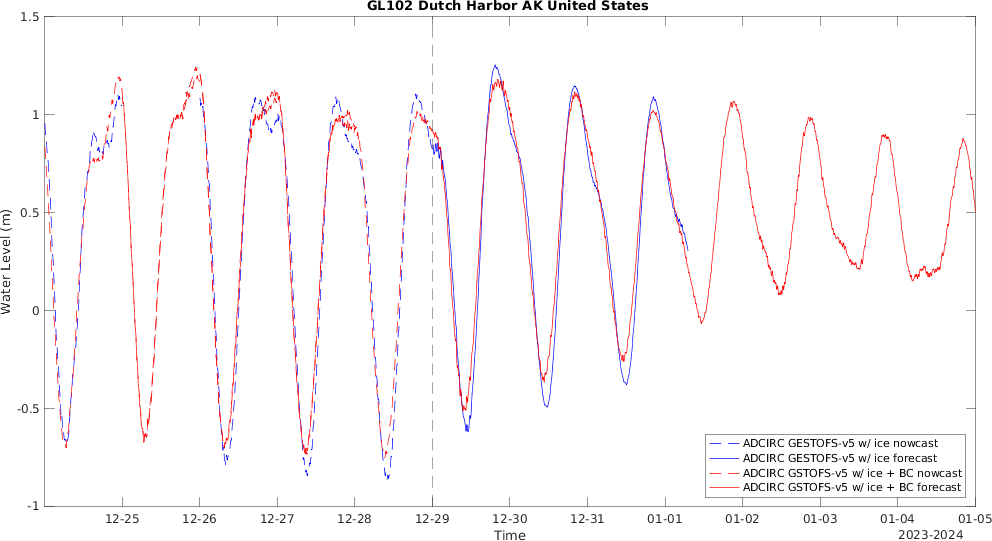 GL102 Dutch Harbor AK United States
1.5
1
0.5
0
-0.5
-1
Water Level (m)
12-25 12-26 12-27 12-28 12-29 12-30 12-31 01-01 01-02 01-03 01-04 01-05
Time
2023-2024
ADCIRC GESTOFS-v5 w/ ice nowcast
ADCIRC GESTOFS-v5 w/ ice forecast
ADCIRC GSTOFS-v5 w/ ice + BC nowcast
ADCIRC GSTOFS-v5 w/ ice + BC forecast